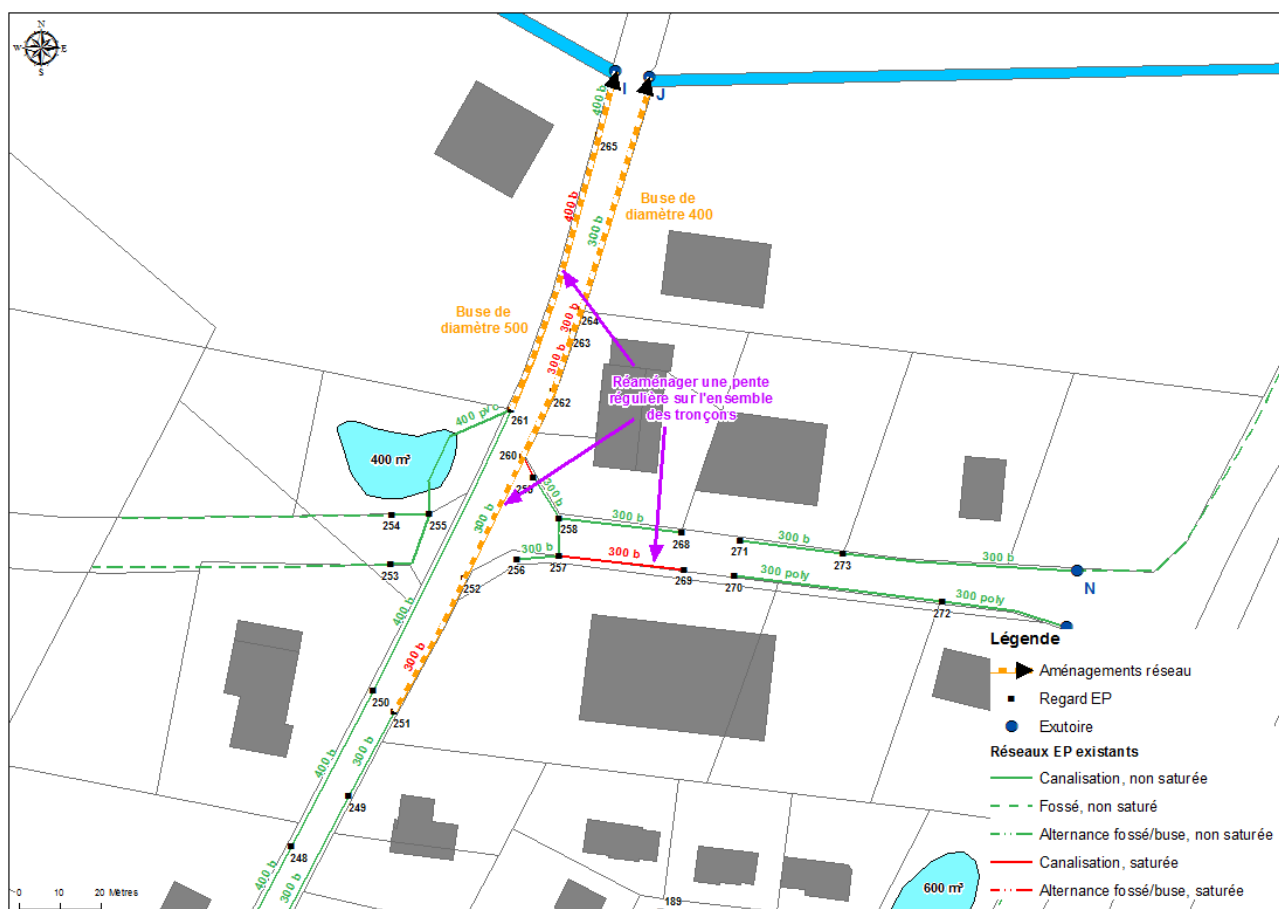 N
W E
S
I
J
400 b
265
Buse de
diamètre 400
400 b
300 b
Buse de
diamètre 500
264
300 b
263
300 b
Réaménager une pente
régulière sur l'ensemble
des tronçons
262
261
400 pvc
400 m³
260
259
300 b
254
255
300 b
258
300 b
268
271
273
300 b
300 b
N
253
256
300 b
257
300 b
269
270
300 poly
272
300 poly
252
400 b
300 b
250
251
400 b
300 b
249
248
400 b
300 b
189
600 m³
0 10 20 Mètres
Légende
Aménagements réseau
Regard EP
Exutoire
Réseaux EP existants
Canalisation, non saturée
Fossé, non saturé
Alternance fossé/buse, non saturée
Canalisation, saturée
Alternance fossé/buse, saturée